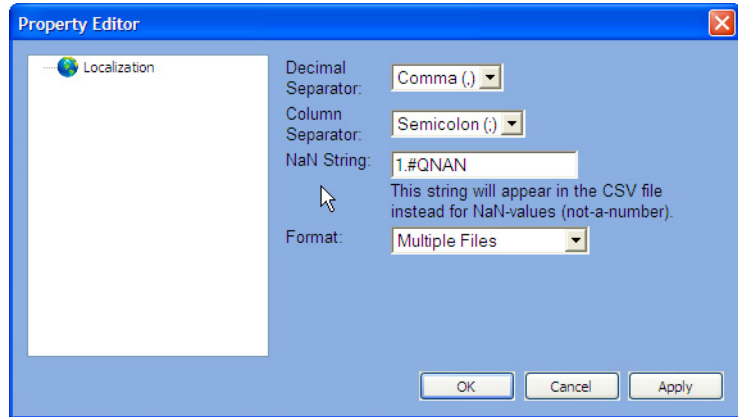 Property Editor
Localization
Decimal
Separator:
Comma (,)
Column
Separator:
Semicolon (;)
NaN String:
1.#QNAN
This string will appear in the CSV file
instead for NaN-values (not-a-number).
Format:
Multiple Files
OK
Cancel
Apply